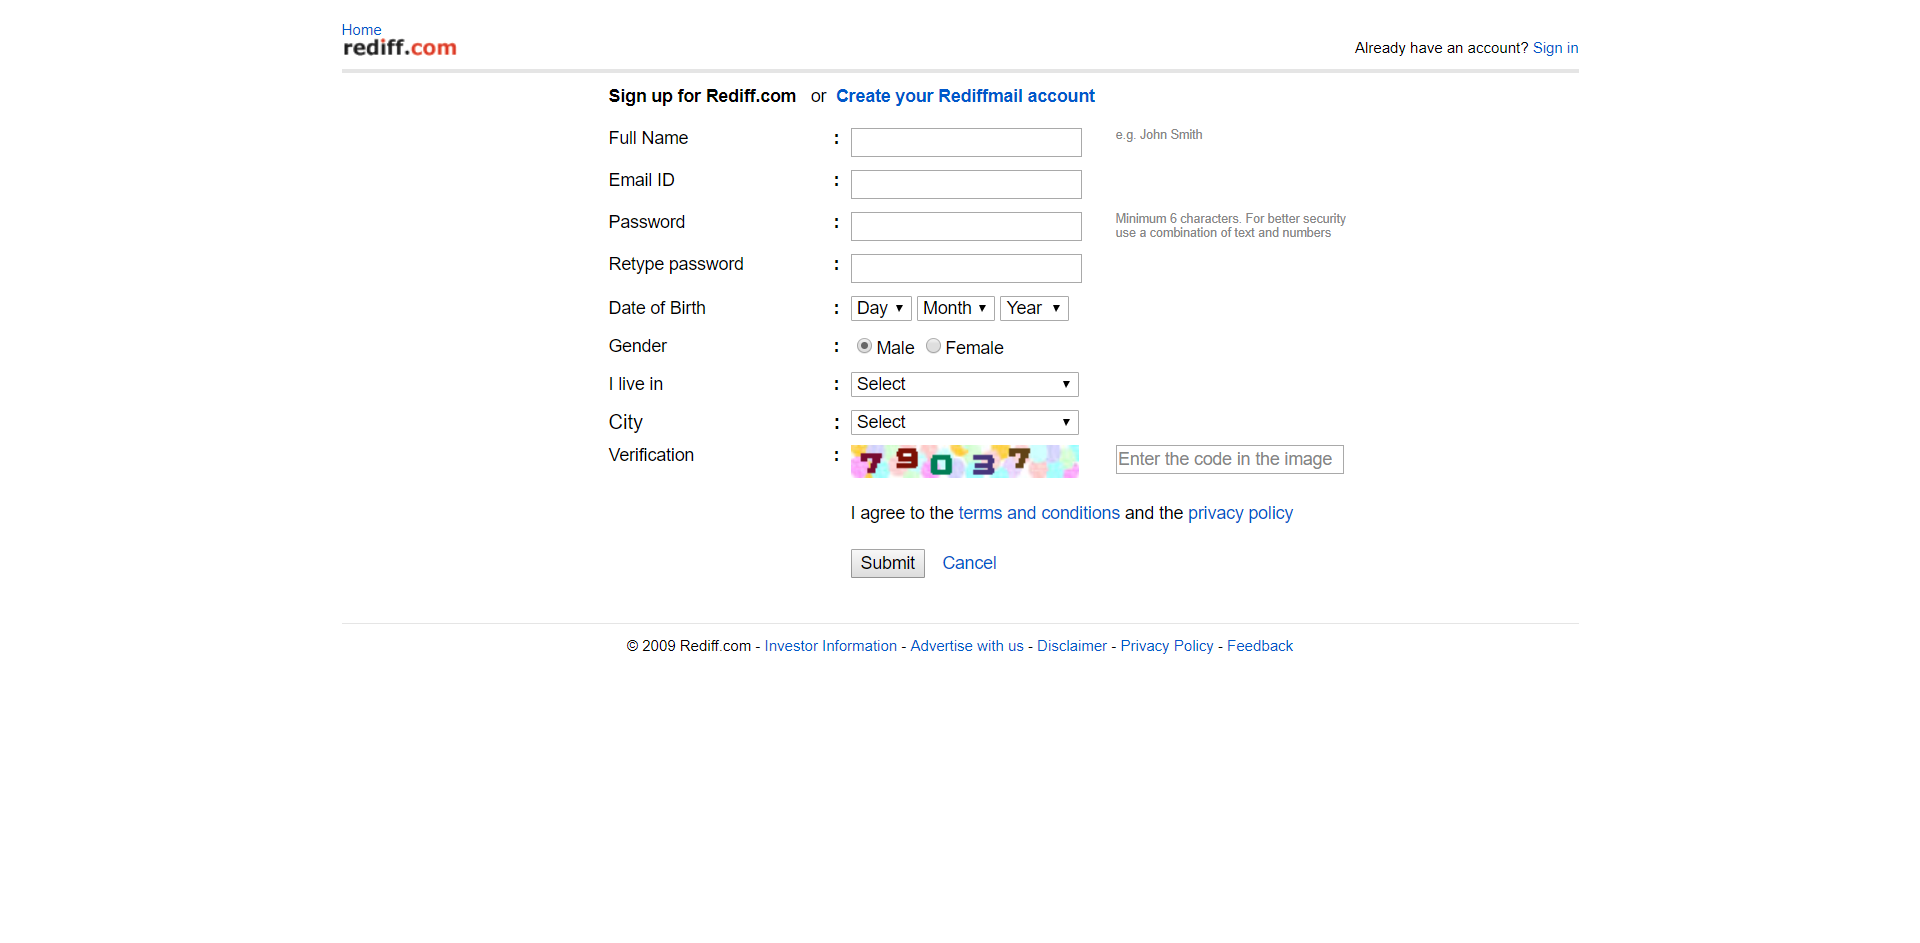 Home
rediff.com
Already have an account? Sign in
Sign up for Rediff.com or Create your Rediffmail account
Full Name : e.g. John Smith
Email ID :
Password : Minimum 6 characters. For better security
use a combination of text and numbers
Retype password :
Date of Birth : Day Month Year
Gender : Male Female
I live in : Select
City : Select
Verification : 79037 Enter the code in the image
I agree to the terms and conditions and the privacy policy
Submit Cancel
© 2009 Rediff.com - Investor Information - Advertise with us - Disclaimer - Privacy Policy - Feedback